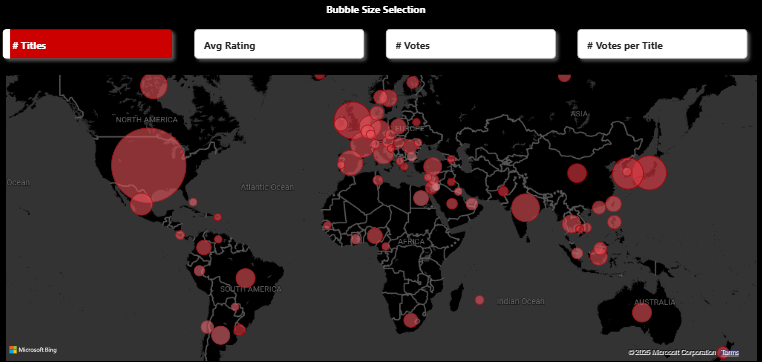 Bubble Size Selection
# Titles
Avg Rating
# Votes
# Votes per Title
NORTH AMERICA
EUROPE
ASIA
Ocean
Atlantic Ocean
AFRICA
SOUTH AMERICA
Indian Ocean
AUSTRALIA
Microsoft Bing
© 2025 Microsoft Corporation Terms